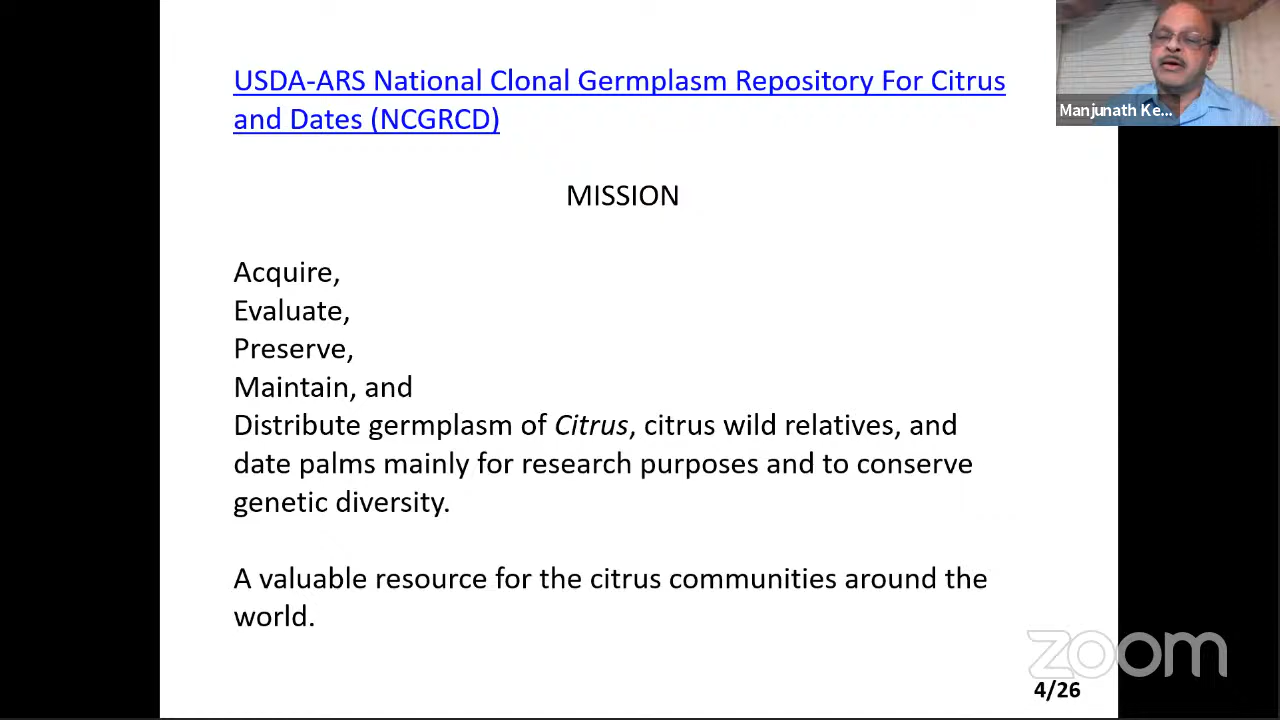 USDA-ARS National Clonal Germplasm Repository For Citrus
and Dates (NCGRCD)
Manjunath Ke...
MISSION
Acquire,
Evaluate,
Preserve,
Maintain, and
Distribute germplasm of Citrus, citrus wild relatives, and
date palms mainly for research purposes and to conserve
genetic diversity.
A valuable resource for the citrus communities around the
world.
zoom
4/26